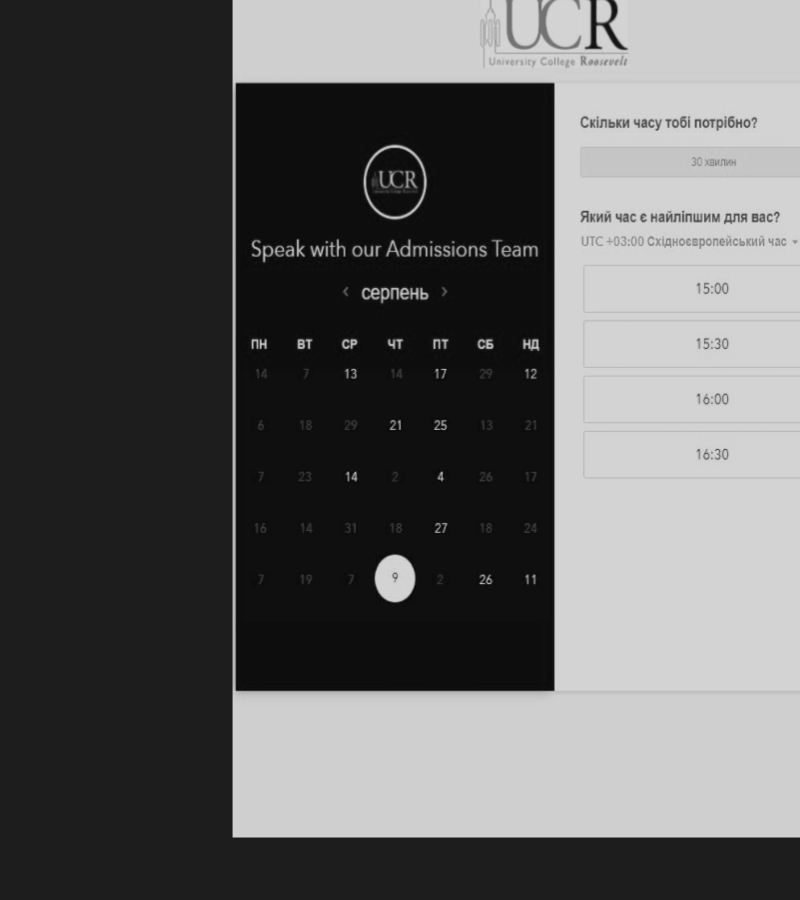 UCR
University College Roosevelt
UCR
Speak with our Admissions Team
серпень
ПН ВТ СР ЧТ ПТ СБ НД
14 7 13 14 17 29 12
6 18 29 21 25 13 21
7 23 14 2 4 26 17
16 14 31 18 27 18 24
7 19 7 9 2 26 11
Скільки часу тобі потрібно?
30 хвилин
Який час є найліпшим для вас?
UTC +03:00 Східноєвропейський час
15:00
15:30
16:00
16:30